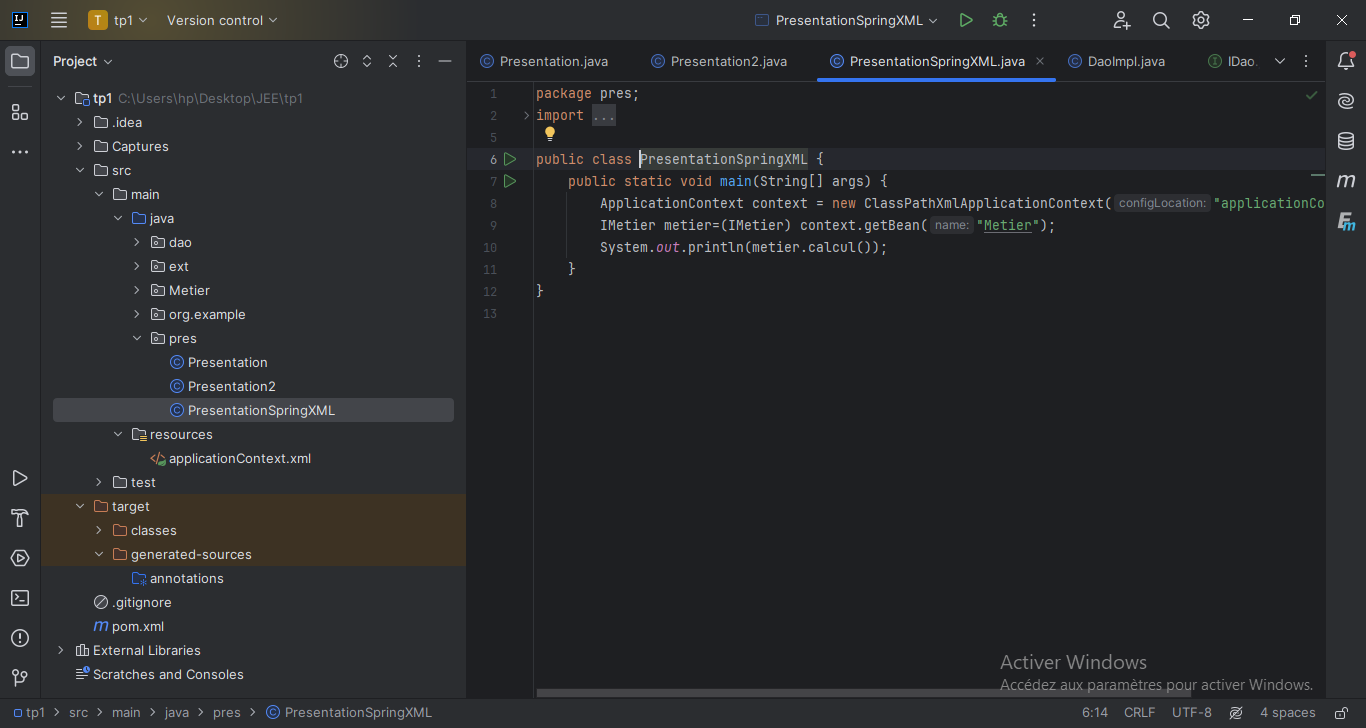 tp1
Version control
PresentationSpringXML
Project
tp1 C:\Users\hp\Desktop\JEE\tp1
.idea
Captures
src
main
java
dao
ext
Metier
org.example
pres
Presentation
Presentation2
PresentationSpringXML
resources
applicationContext.xml
test
target
classes
generated-sources
annotations
.gitignore
pom.xml
External Libraries
Scratches and Consoles
Presentation.java
Presentation2.java
PresentationSpringXML.java
DaoImpl.java
IDao.
1 package pres;
2 import ...
5
6 public class PresentationSpringXML {
7 public static void main(String[] args) {
8 ApplicationContext context = new ClassPathXmlApplicationContext( configLocation: "applicationCo
9 IMetier metier=(IMetier) context.getBean( name: "Metier");
10 System.out.println(metier.calcul());
11 }
12 }
13
Activer Windows
Accédez aux paramètres pour activer Windows.
tp1 > src > main > java > pres > PresentationSpringXML
6:14 CRLF UTF-8 4 spaces